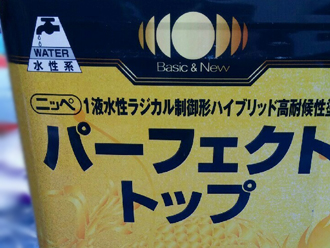 WATER
水性系
Basic & New
ニッペ 1液水性ラジカル制御形ハイブリッド高耐候性
パーフェクト
トップ